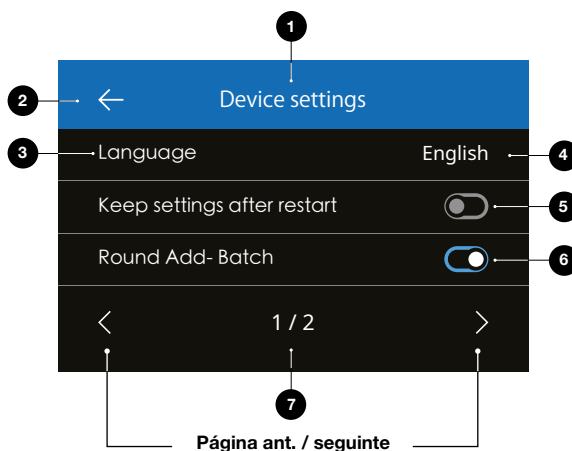 1
2
Device settings
3
Language
English
4
Keep settings after restart
5
Round Add- Batch
6
1 / 2
7
Página ant. / seguinte